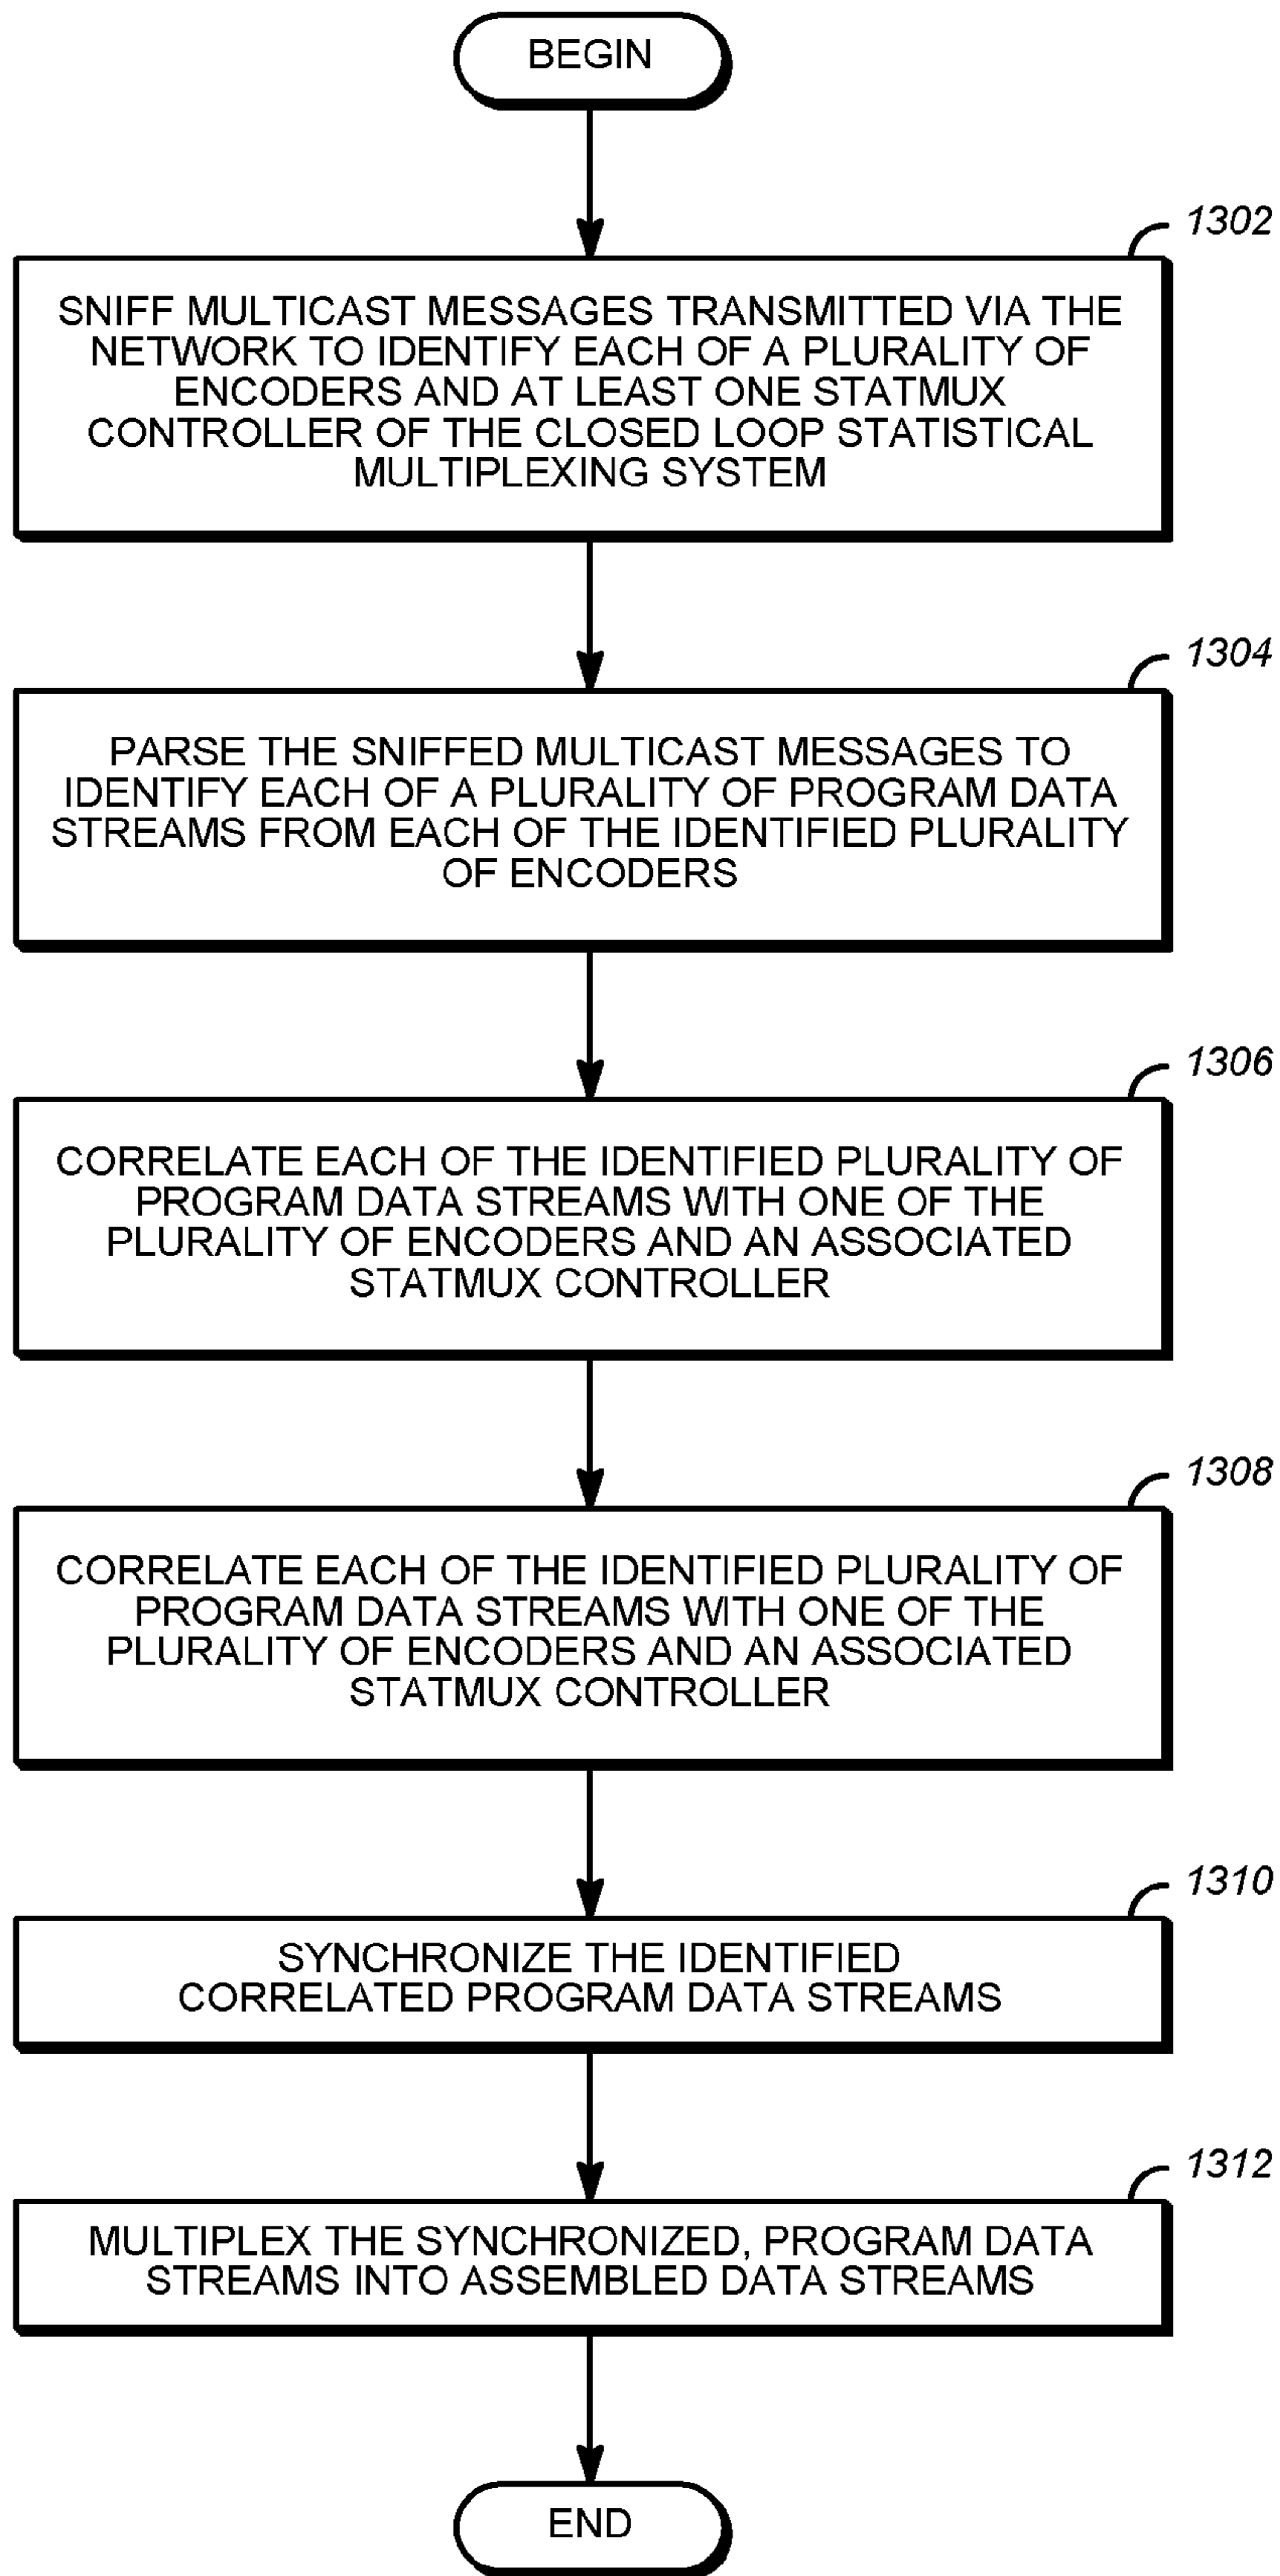 BEGIN
1302
SNIFF MULTICAST MESSAGES TRANSMITTED VIA THE
NETWORK TO IDENTIFY EACH OF A PLURALITY OF
ENCODERS AND AT LEAST ONE STATMUX
CONTROLLER OF THE CLOSED LOOP STATISTICAL
MULTIPLEXING SYSTEM
1304
PARSE THE SNIFFED MULTICAST MESSAGES TO
IDENTIFY EACH OF A PLURALITY OF PROGRAM DATA
STREAMS FROM EACH OF THE IDENTIFIED PLURALITY
OF ENCODERS
1306
CORRELATE EACH OF THE IDENTIFIED PLURALITY OF
PROGRAM DATA STREAMS WITH ONE OF THE
PLURALITY OF ENCODERS AND AN ASSOCIATED
STATMUX CONTROLLER
1308
CORRELATE EACH OF THE IDENTIFIED PLURALITY OF
PROGRAM DATA STREAMS WITH ONE OF THE
PLURALITY OF ENCODERS AND AN ASSOCIATED
STATMUX CONTROLLER
1310
SYNCHRONIZE THE IDENTIFIED
CORRELATED PROGRAM DATA STREAMS
1312
MULTIPLEX THE SYNCHRONIZED, PROGRAM DATA
STREAMS INTO ASSEMBLED DATA STREAMS
END